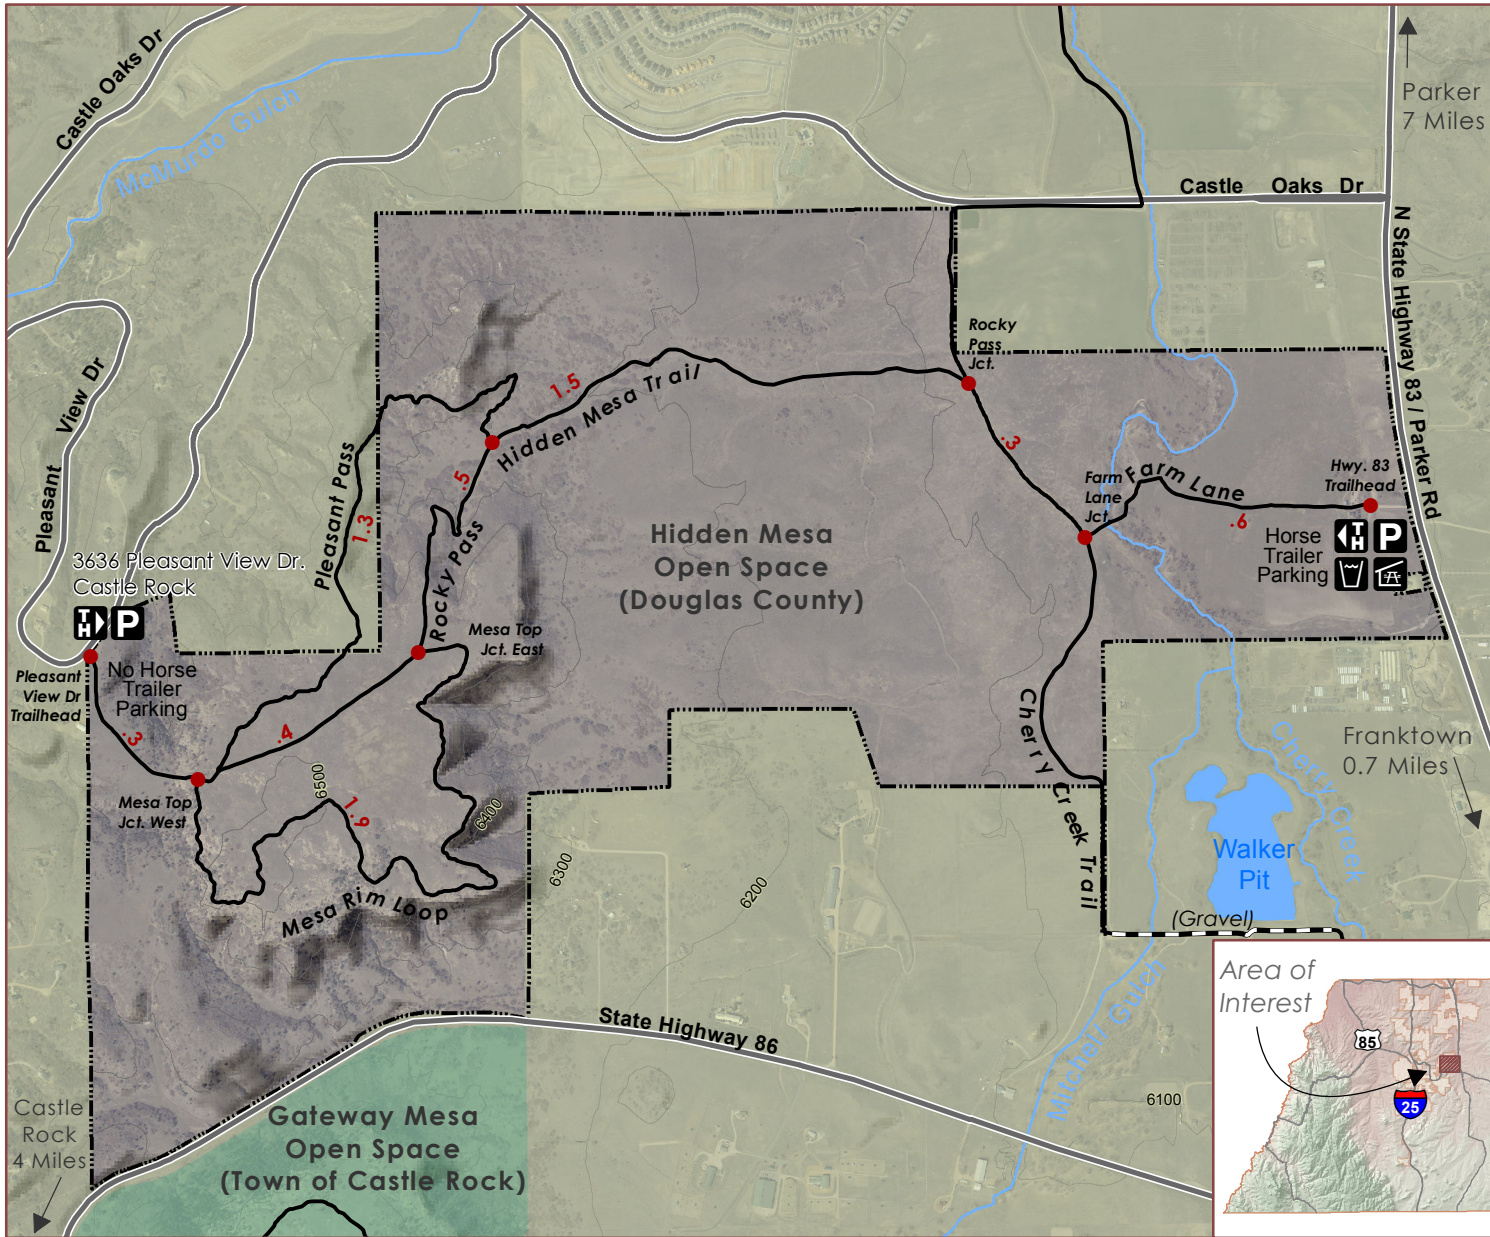 Castle Oaks Dr
McMurdo Gulch
Parker
7 Miles
Castle Oaks Dr
N State Highway 83 / Parker Rd
Pleasant View Dr
Rocky
Pass
Jct.
1.5
Hidden Mesa Trail
.3
Pleasant Pass
1.3
.5
Rocky Pass
Farm
Lane
Jct.
Farm Lane
.6
Hwy. 83
Trailhead
Horse
Trailer
Parking
T
H
P
Hidden Mesa
Open Space
(Douglas County)
3636 Pleasant View Dr.
Castle Rock
T
H
P
Mesa Top
Jct. East
Pleasant
View Dr
Trailhead
No Horse
Trailer
Parking
.3
.4
Mesa Top
Jct. West
6500
1.9
6400
Mesa Rim Loop
6300
6200
Cherry Creek Trail
Cherry Creek
Franktown
0.7 Miles
Walker
Pit
(Gravel)
Mitchell Gulch
State Highway 86
6100
Gateway Mesa
Open Space
(Town of Castle Rock)
Castle
Rock
4 Miles
Area of
Interest
85
25